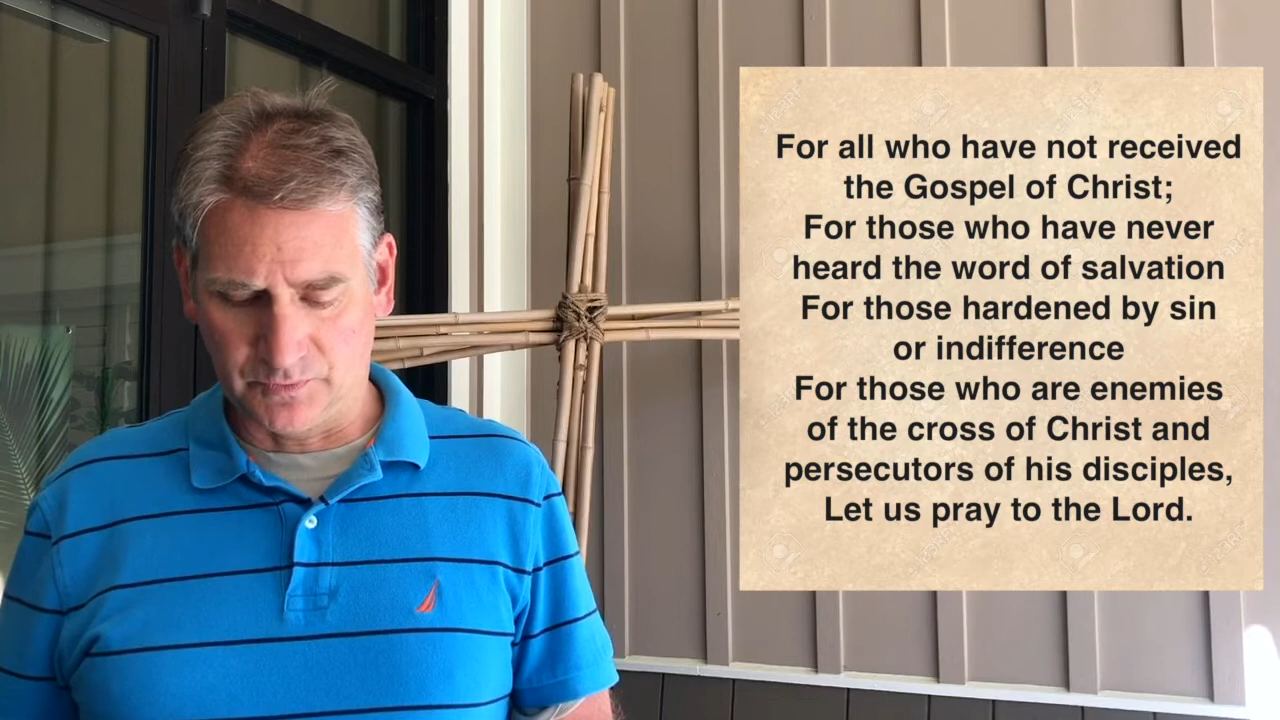 For all who have not received
the Gospel of Christ;
For those who have never
heard the word of salvation
For those hardened by sin
or indifference
For those who are enemies
of the cross of Christ and
persecutors of his disciples,
Let us pray to the Lord.